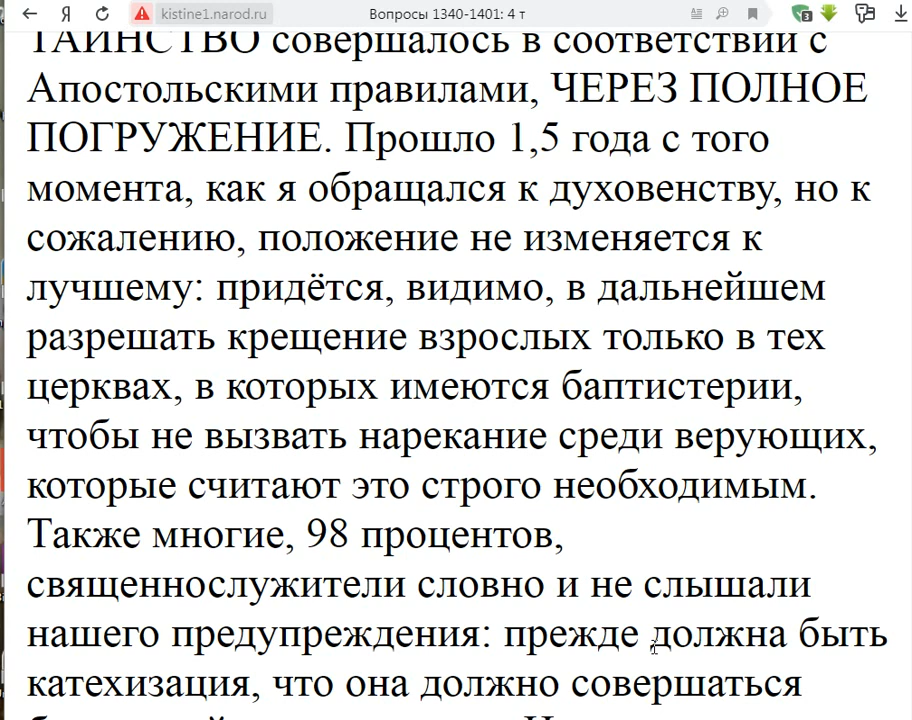 kistine1.narod.ru
Вопросы 1340-1401: 4 т
ТАИНСТВО совершалось в соответствии с
Апостольскими правилами, ЧЕРЕЗ ПОЛНОЕ
ПОГРУЖЕНИЕ. Прошло 1,5 года с того
момента, как я обращался к духовенству, но к
сожалению, положение не изменяется к
лучшему: придётся, видимо, в дальнейшем
разрешать крещение взрослых только в тех
церквах, в которых имеются баптистерии,
чтобы не вызвать нарекание среди верующих,
которые считают это строго необходимым.
Также многие, 98 процентов,
священнослужители словно и не слышали
нашего предупреждения: прежде должна быть
катехизация, что она должно совершаться